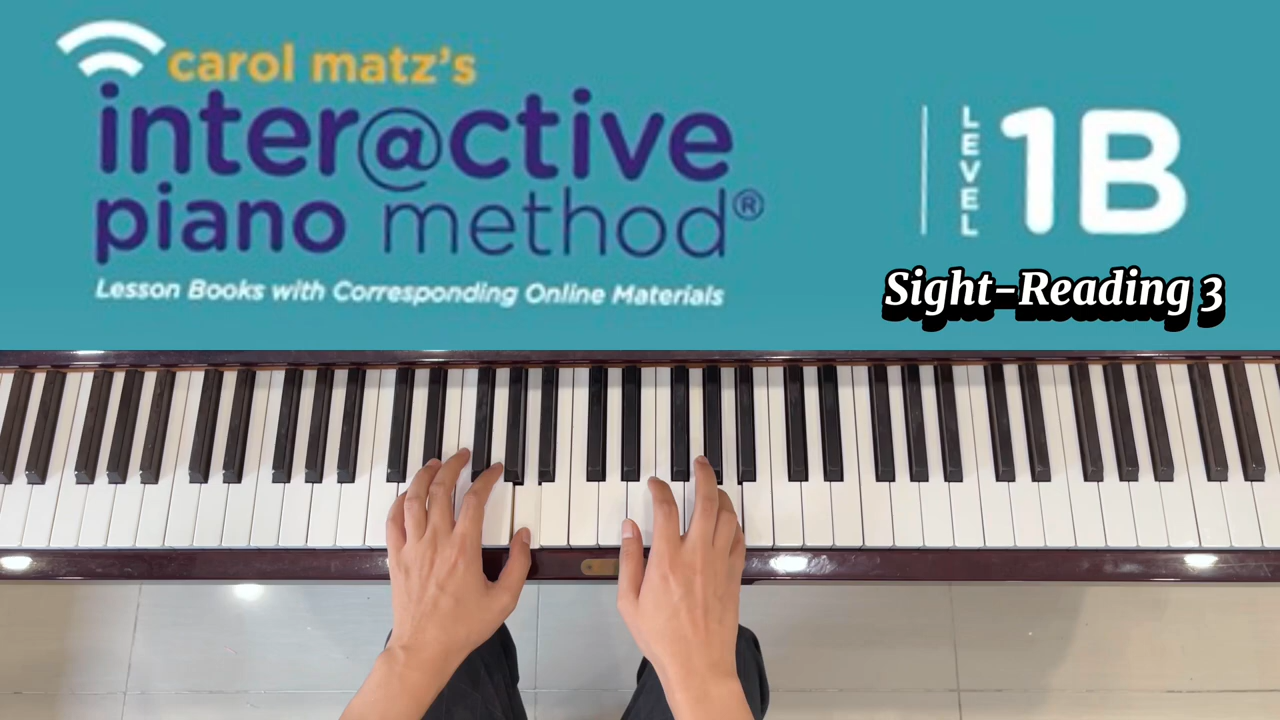 carol matz's
inter@ctive
piano method®
Lesson Books with Corresponding Online Materials
LEVEL
1B
Sight-Reading 3